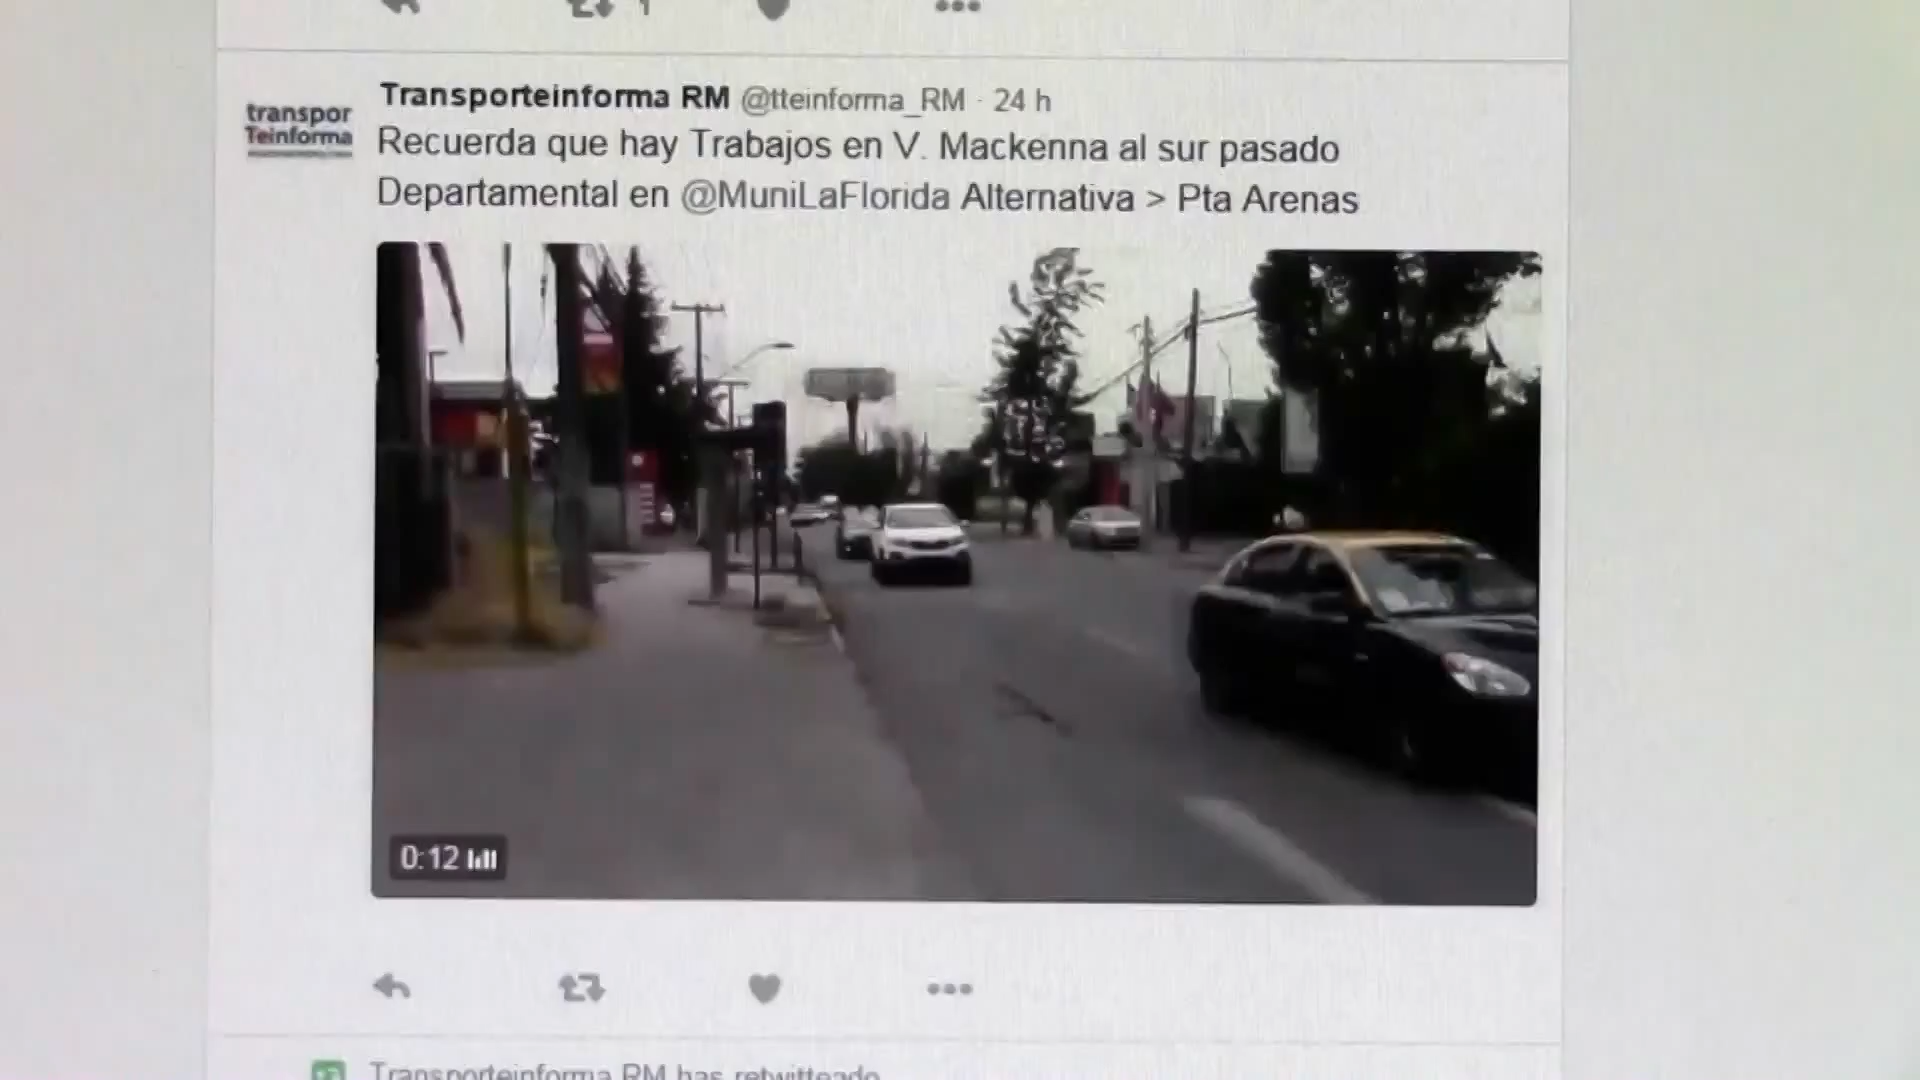 1
Transporteinforma RM @tteinforma_RM · 24 h
transpor
Teinforma
Recuerda que hay Trabajos en V. Mackenna al sur pasado
Departamental en @MuniLaFlorida Alternativa > Pta Arenas
0:12
Transporteinforma RM has retwitteado